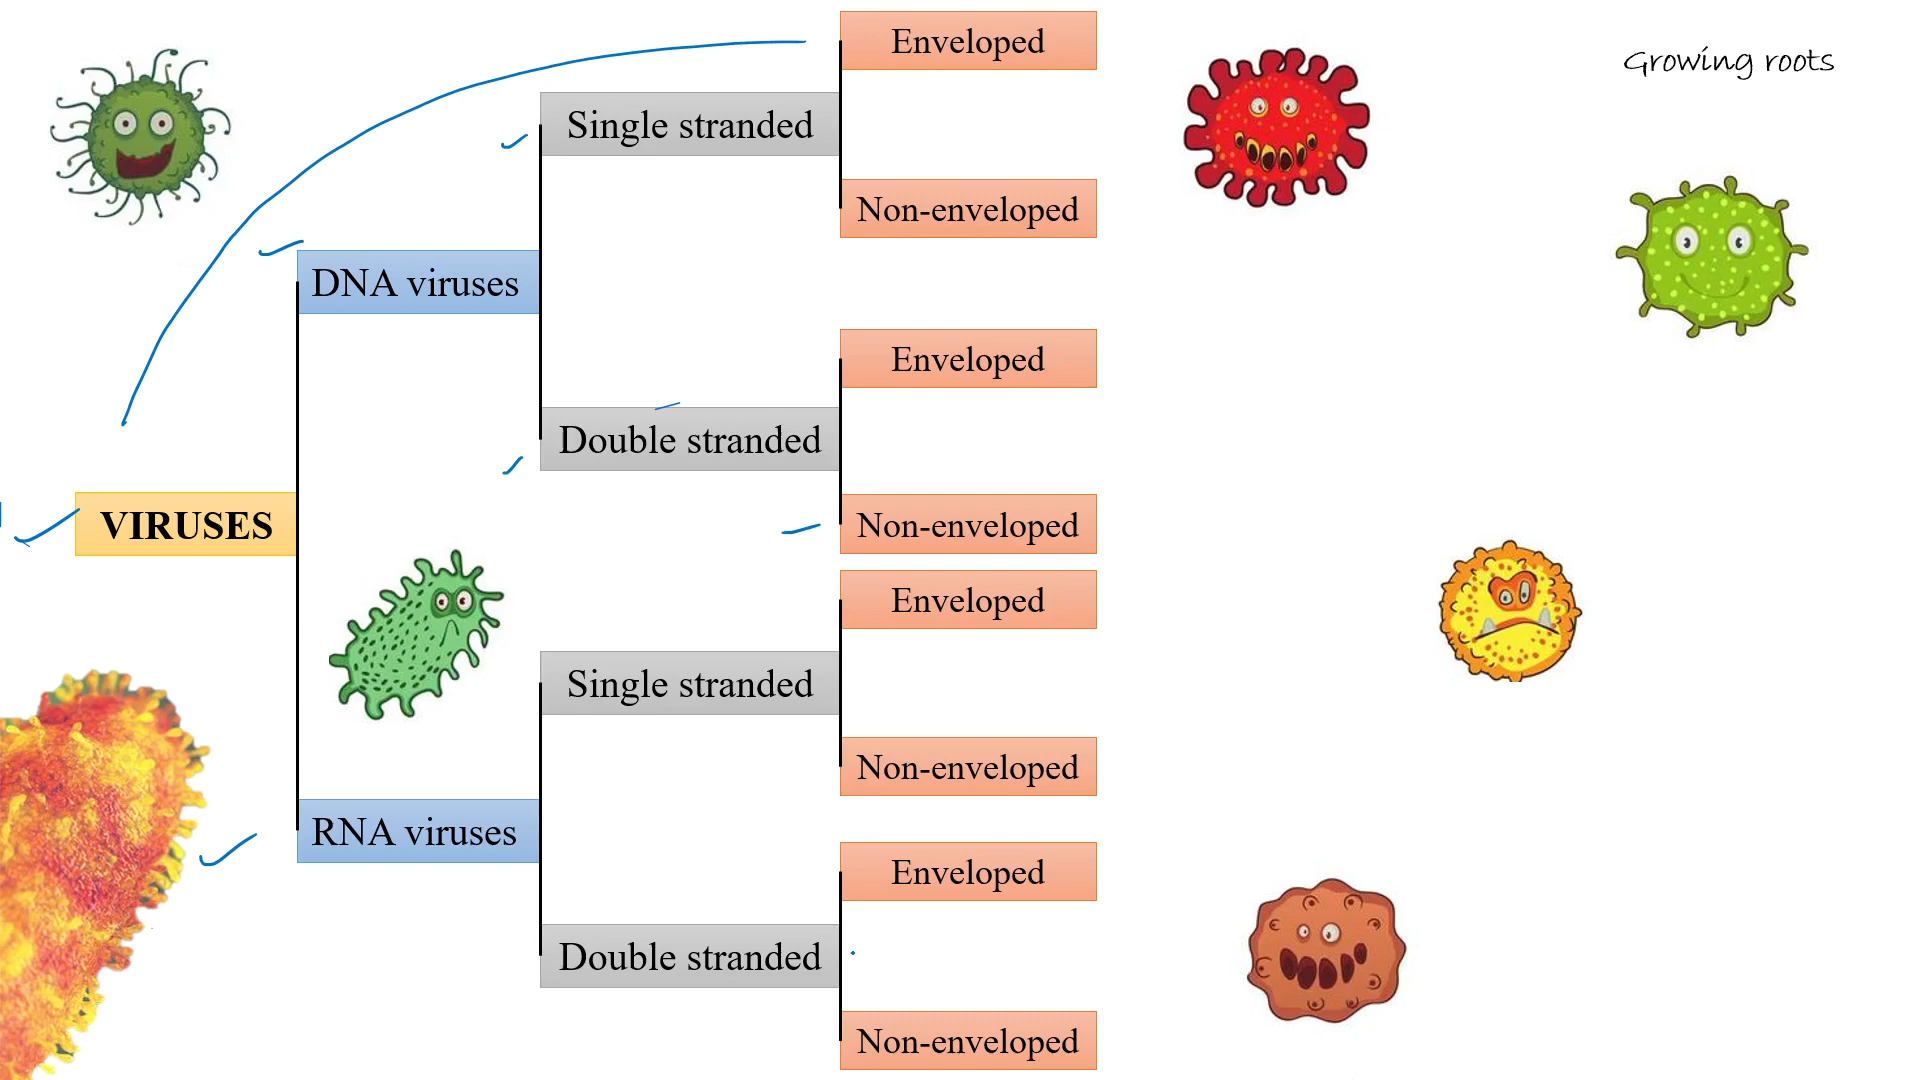 Growing roots
VIRUSES
DNA viruses
Single stranded
Enveloped
Non-enveloped
Double stranded
Enveloped
Non-enveloped
RNA viruses
Single stranded
Enveloped
Non-enveloped
Double stranded
Enveloped
Non-enveloped